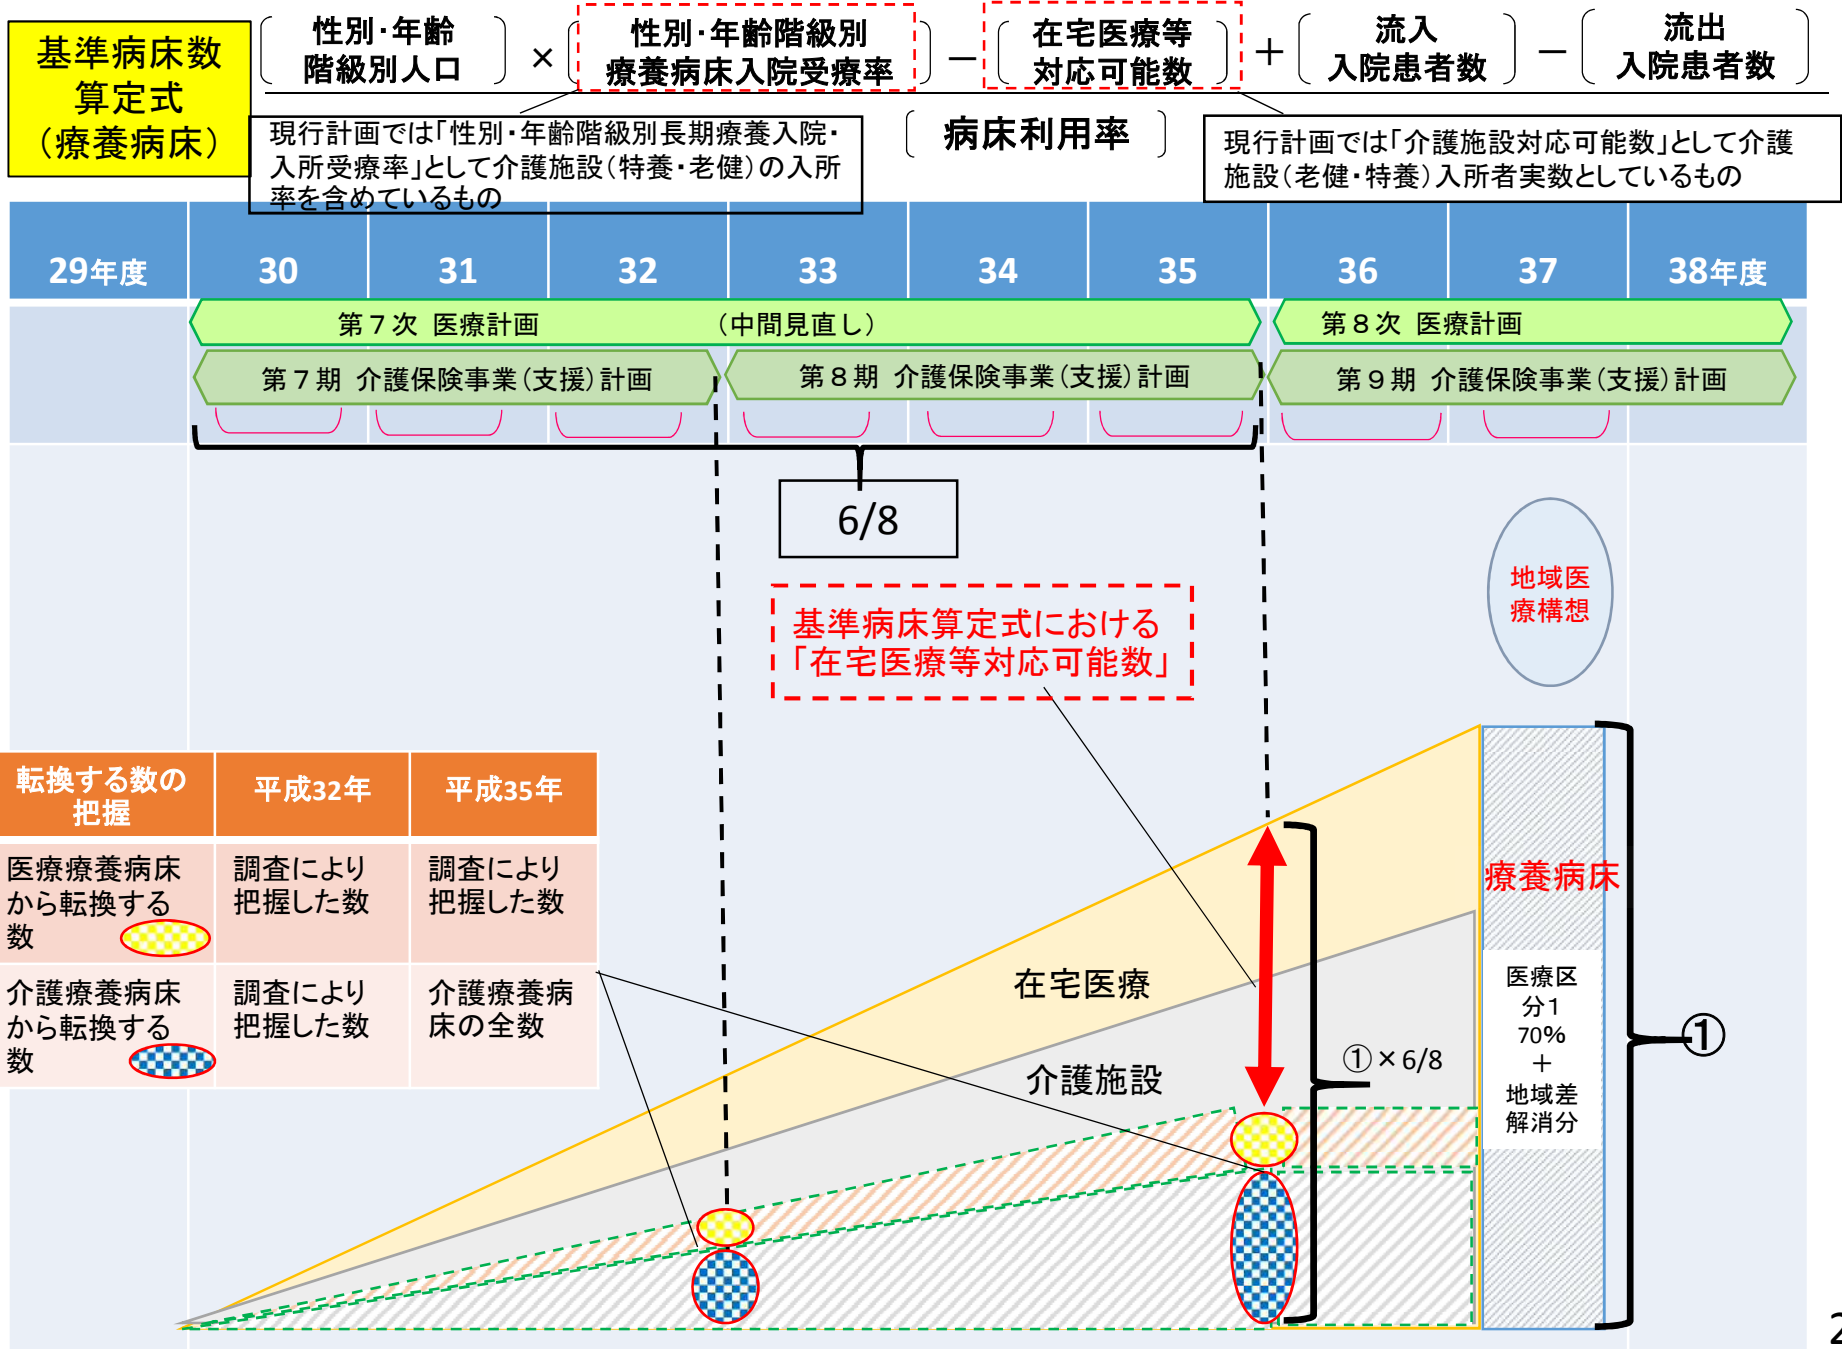 基準病床数
算定式
（療養病床）
性別・年齢
階級別人口
×
性別・年齢階級別
療養病床入院受療率
－
在宅医療等
対応可能数
＋
流入
入院患者数
－
流出
入院患者数
病床利用率
現行計画では「性別・年齢階級別長期療養入院・
入所受療率」として介護施設（特養・老健）の入所
率を含めているもの
現行計画では「介護施設対応可能数」として介護
施設（老健・特養）入所者実数としているもの
29年度 30 31 32 33 34 35 36 37 38年度
第７次 医療計画 （中間見直し）
第８次 医療計画
第７期 介護保険事業（支援）計画
第８期 介護保険事業（支援）計画
第９期 介護保険事業（支援）計画
6/8
地域医
療構想
基準病床算定式における
「在宅医療等対応可能数」
転換する数の
把握
平成32年
平成35年
医療療養病床
から転換する
数
調査により
把握した数
調査により
把握した数
介護療養病床
から転換する
数
調査により
把握した数
介護療養病
床の全数
在宅医療
介護施設
①×6/8
療養病床
医療区
分1
70%
＋
地域差
解消分
①
2